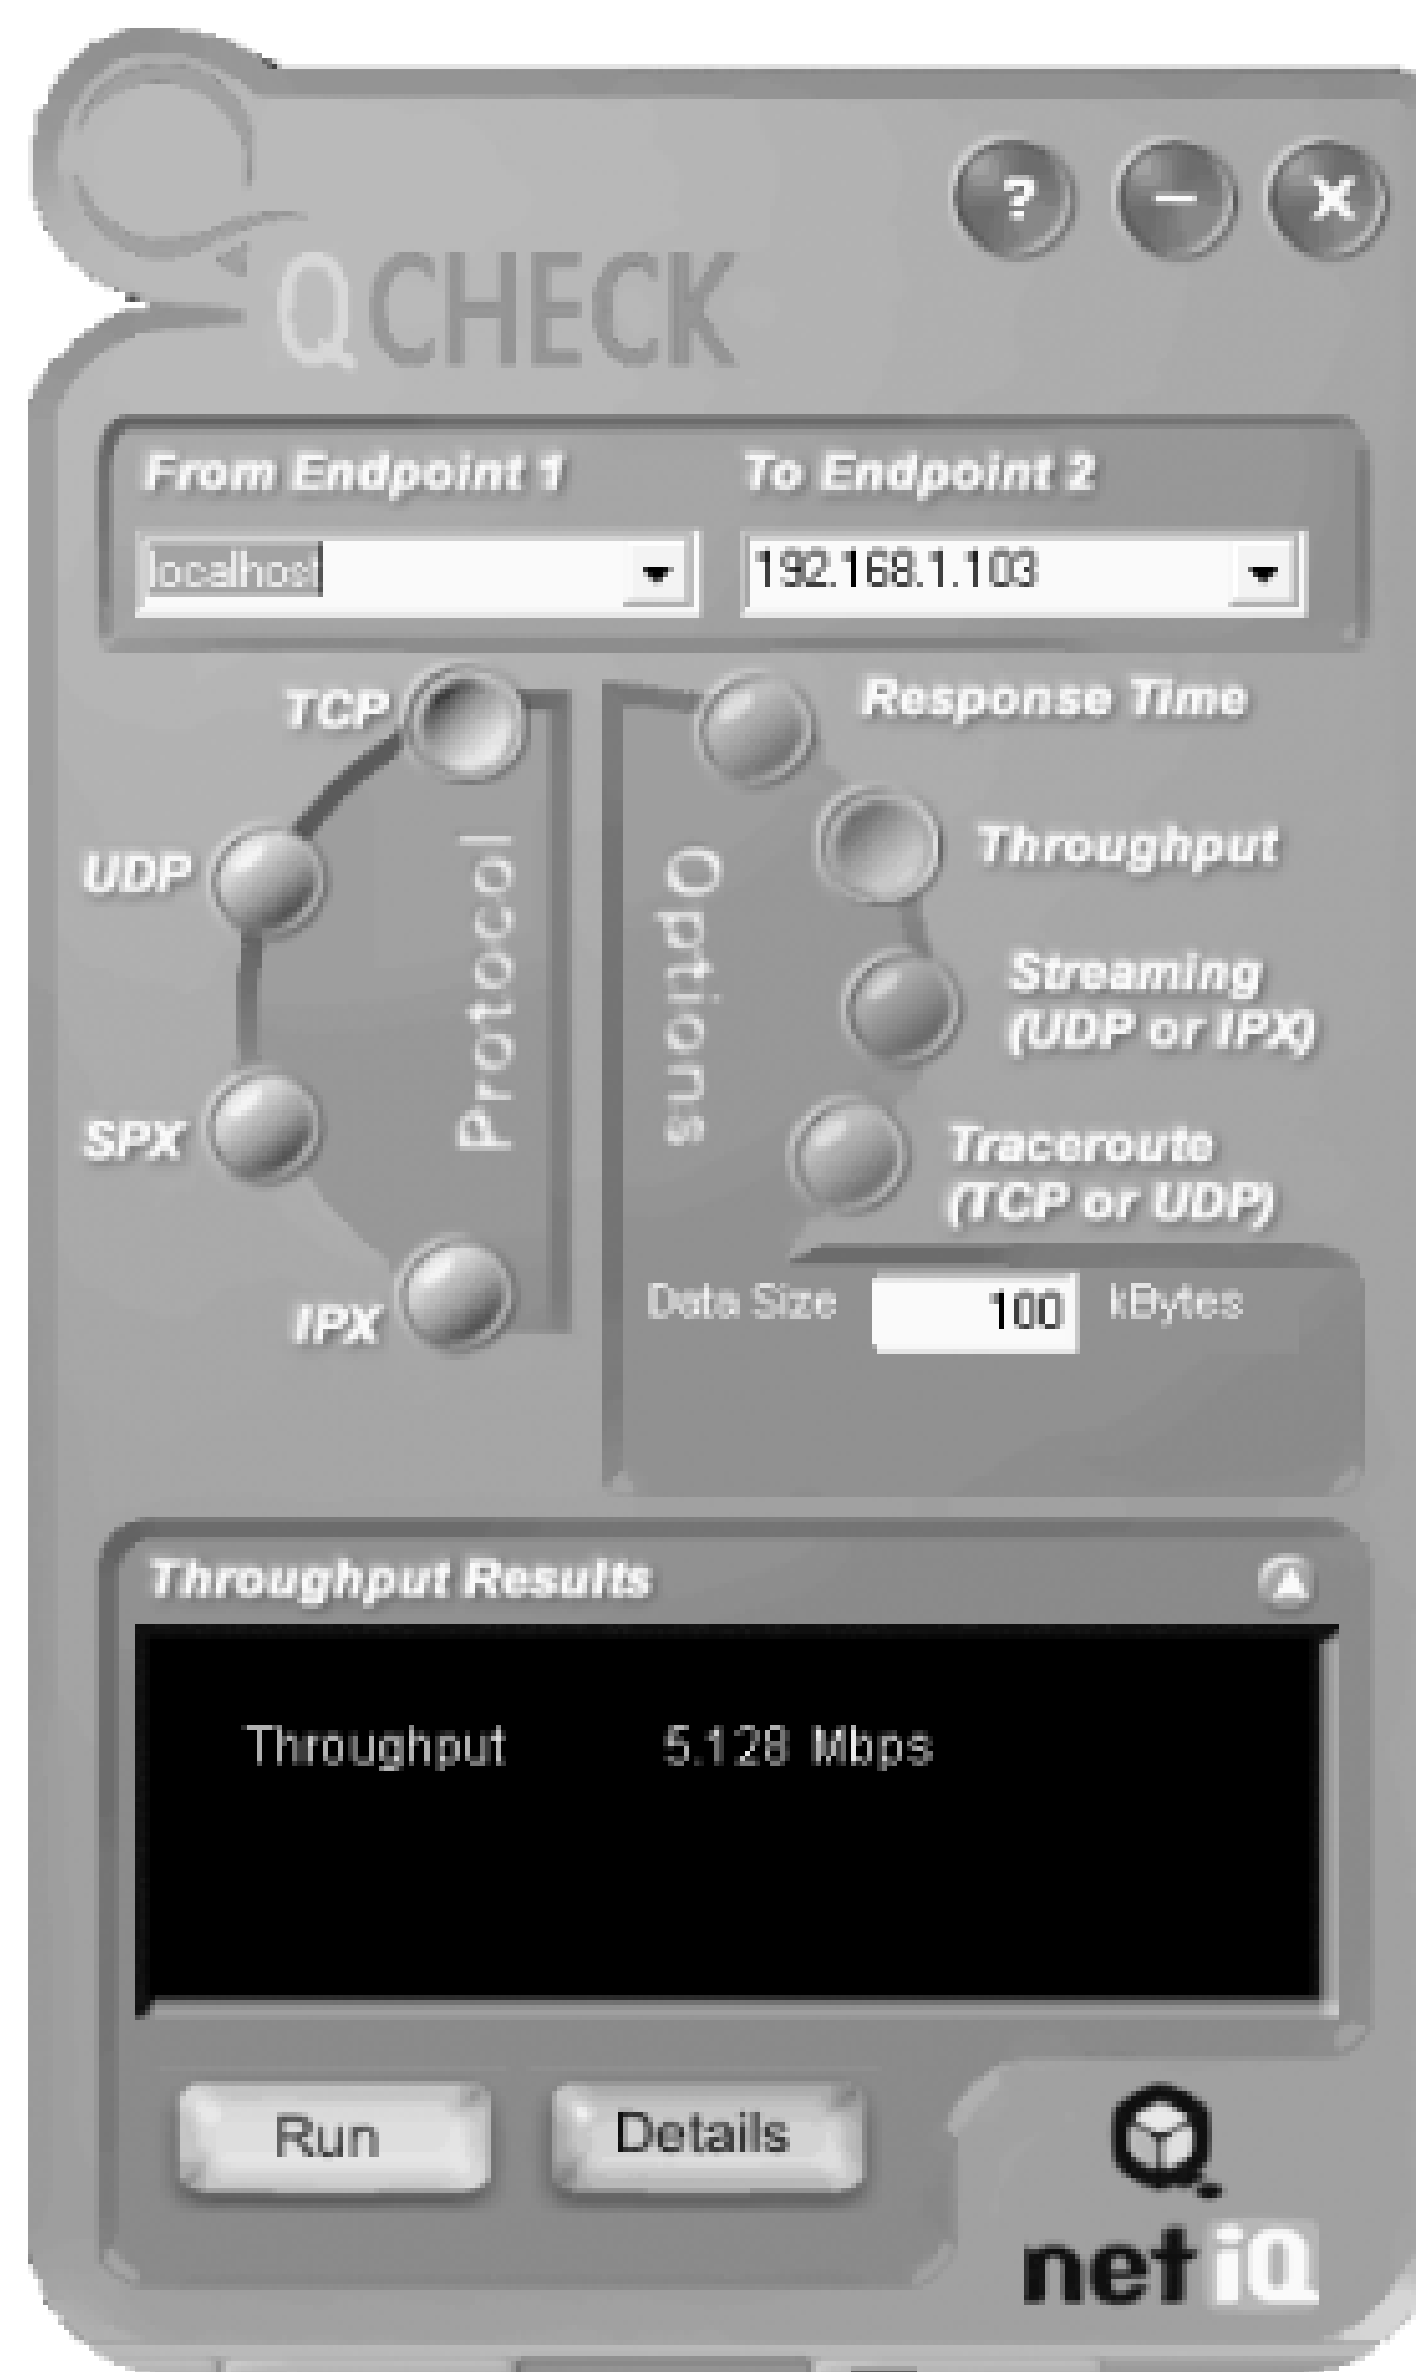 ? – X
QCHECK
From Endpoint 1 To Endpoint 2
localhost 192.168.1.103
TCP Response Time
UDP Throughput
Protocol Options
Streaming
(UDP or IPX)
SPX Traceroute
(TCP or UDP)
IPX Data Size 100 kBytes
Throughput Results
Throughput 5.128 Mbps
Run Details
net iQ